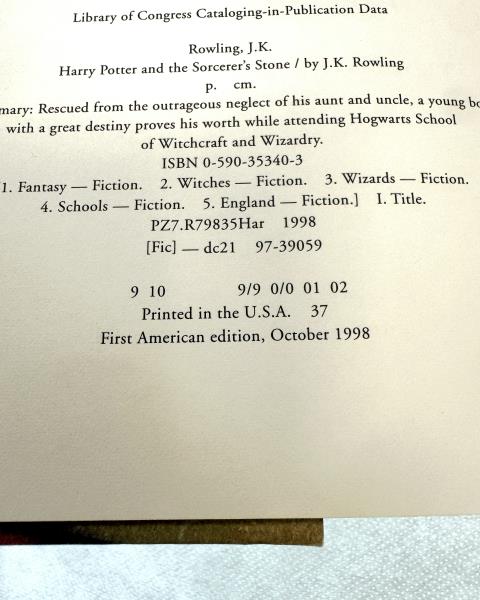 Library of Congress Cataloging-in-Publication Data
Rowling, J.K.
Harry Potter and the Sorcerer's Stone / by J.K. Rowling
p. cm.
mary: Rescued from the outrageous neglect of his aunt and uncle, a young bo
with a great destiny proves his worth while attending Hogwarts School
of Witchcraft and Wizardry.
ISBN 0-590-35340-3
1. Fantasy — Fiction. 2. Witches — Fiction. 3. Wizards — Fiction.
4. Schools — Fiction. 5. England — Fiction.] I. Title.
PZ7.R79835Har 1998
[Fic] — dc21 97-39059
9 10 9/9 0/0 01 02
Printed in the U.S.A. 37
First American edition, October 1998